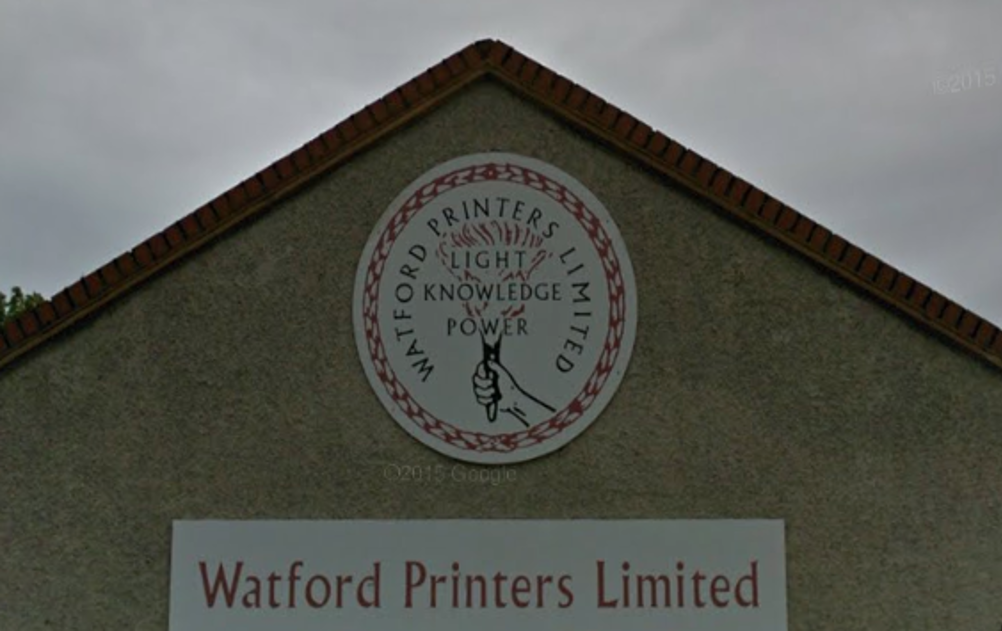 ©2015
WATFORD PRINTERS LIMITED
LIGHT
KNOWLEDGE
POWER
©2015 Google
Watford Printers Limited